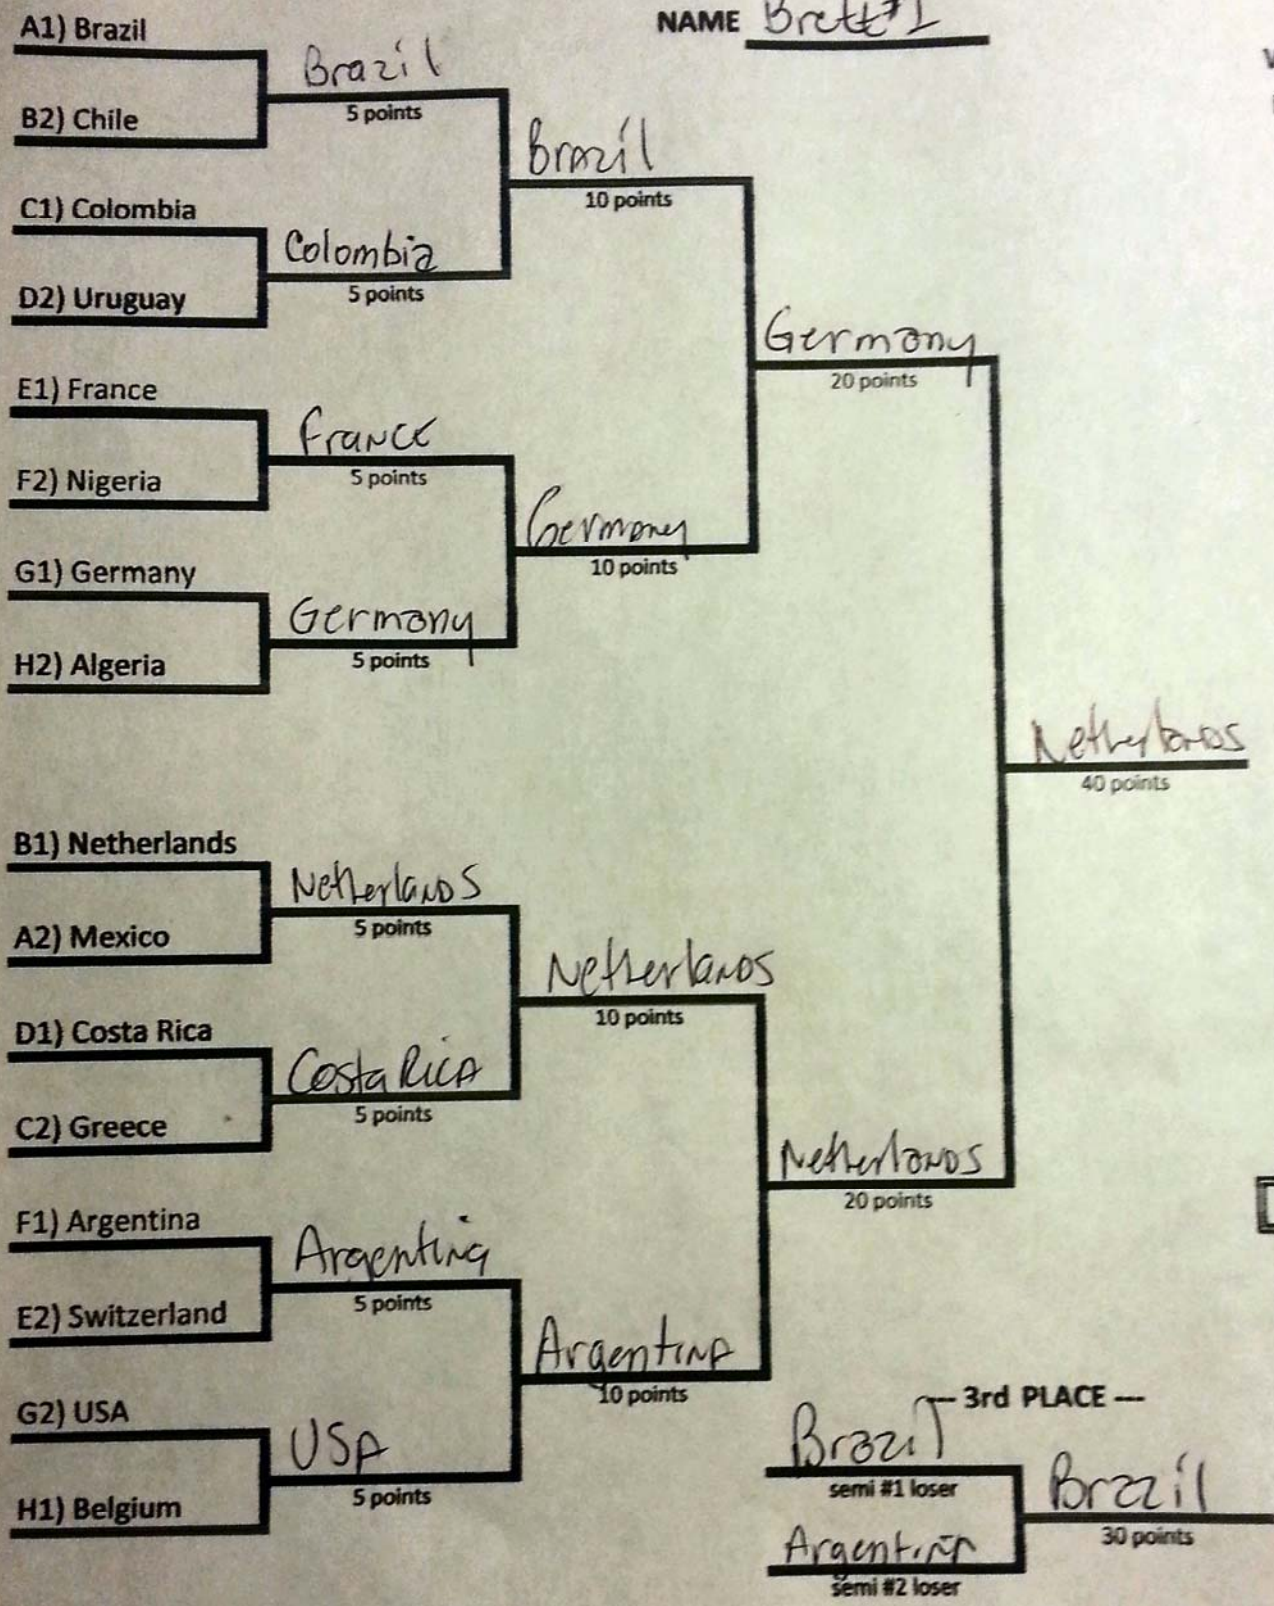 NAME Brett #1
A1) Brazil
Brazil
5 points
B2) Chile
Brazil
10 points
C1) Colombia
Colombia
5 points
D2) Uruguay
Germany
20 points
E1) France
France
5 points
F2) Nigeria
Germany
10 points
G1) Germany
Germany
5 points
H2) Algeria
Netherlands
40 points
B1) Netherlands
Netherlands
5 points
A2) Mexico
Netherlands
10 points
D1) Costa Rica
Costa Rica
5 points
C2) Greece
Netherlands
20 points
F1) Argentina
Argentina
5 points
E2) Switzerland
Argentina
10 points
G2) USA
USA
5 points
H1) Belgium
--- 3rd PLACE ---
Brazil
semi #1 loser
Brazil
30 points
Argentina
semi #2 loser